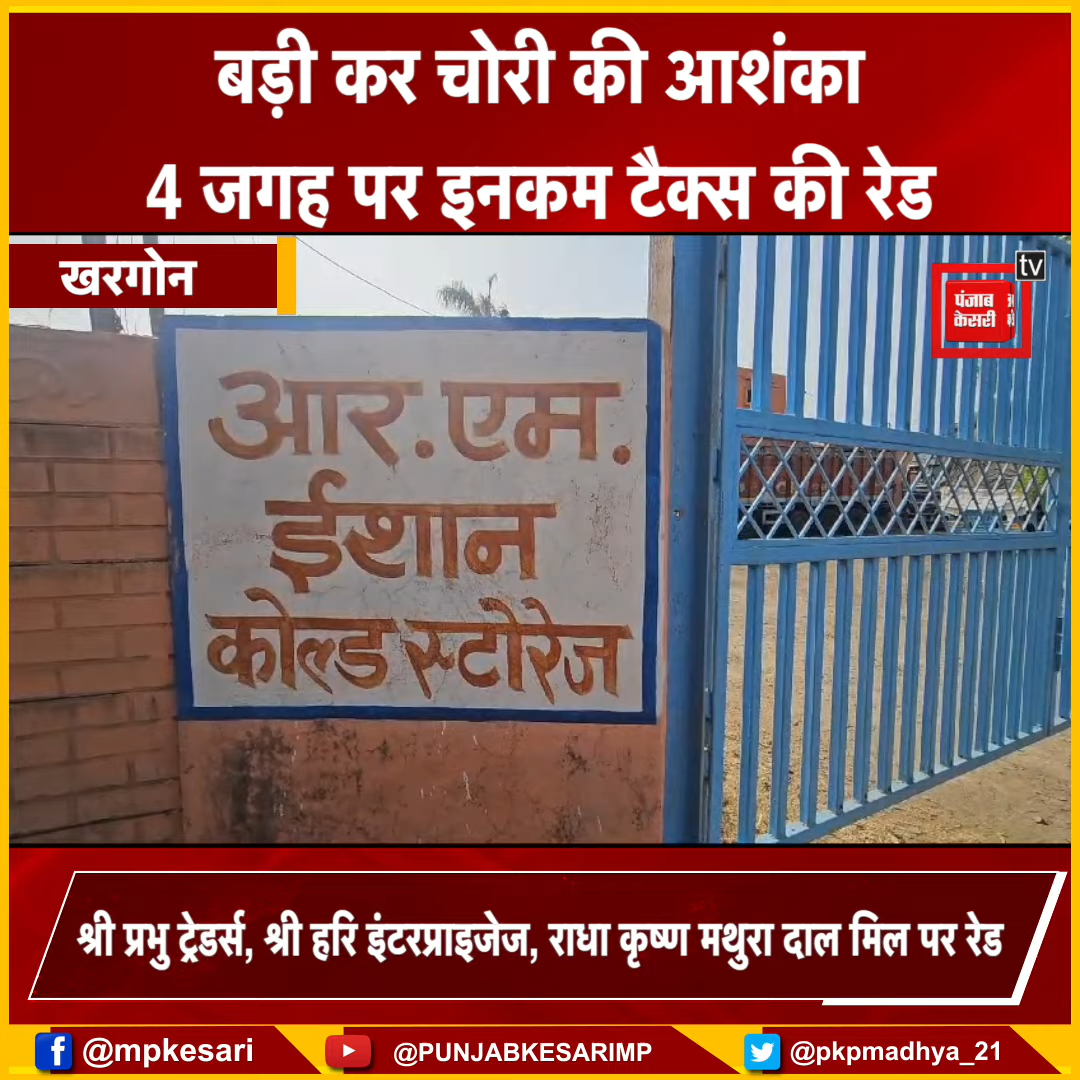 बड़ी कर चोरी की आशंका
4 जगह पर इनकम टैक्स की रेड
खरगोन
tv
पंजाब
केसरी
आर. एम.
ईशान
कोल्ड स्टोरेज
श्री प्रभु ट्रेडर्स, श्री हरि इंटरप्राइजेज, राधा कृष्ण मथुरा दाल मिल पर रेड
@mpkesari
@PUNJABKESARIMP
@pkpmadhya_21